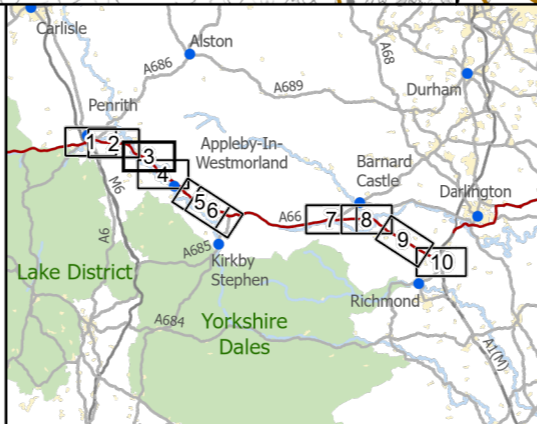 Carlisle
Alston
A68
A686
A689
Durham
Penrith
1
2
3
4
Appleby-In-
Westmorland
Barnard
Castle
Darlington
M6
5
6
A66
7
8
9
10
A6
A685
Kirkby
Stephen
Lake District
Richmond
A684
Yorkshire
Dales
A1(M)